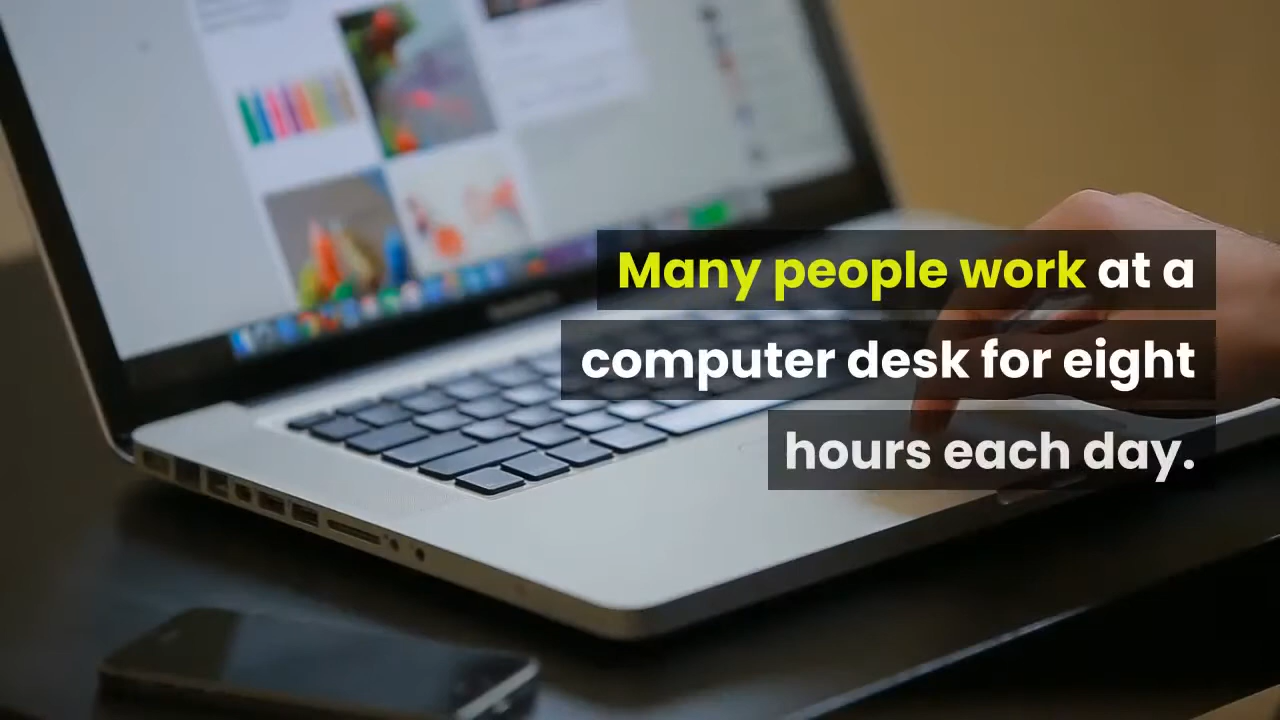 Many people work at a
computer desk for eight
hours each day.